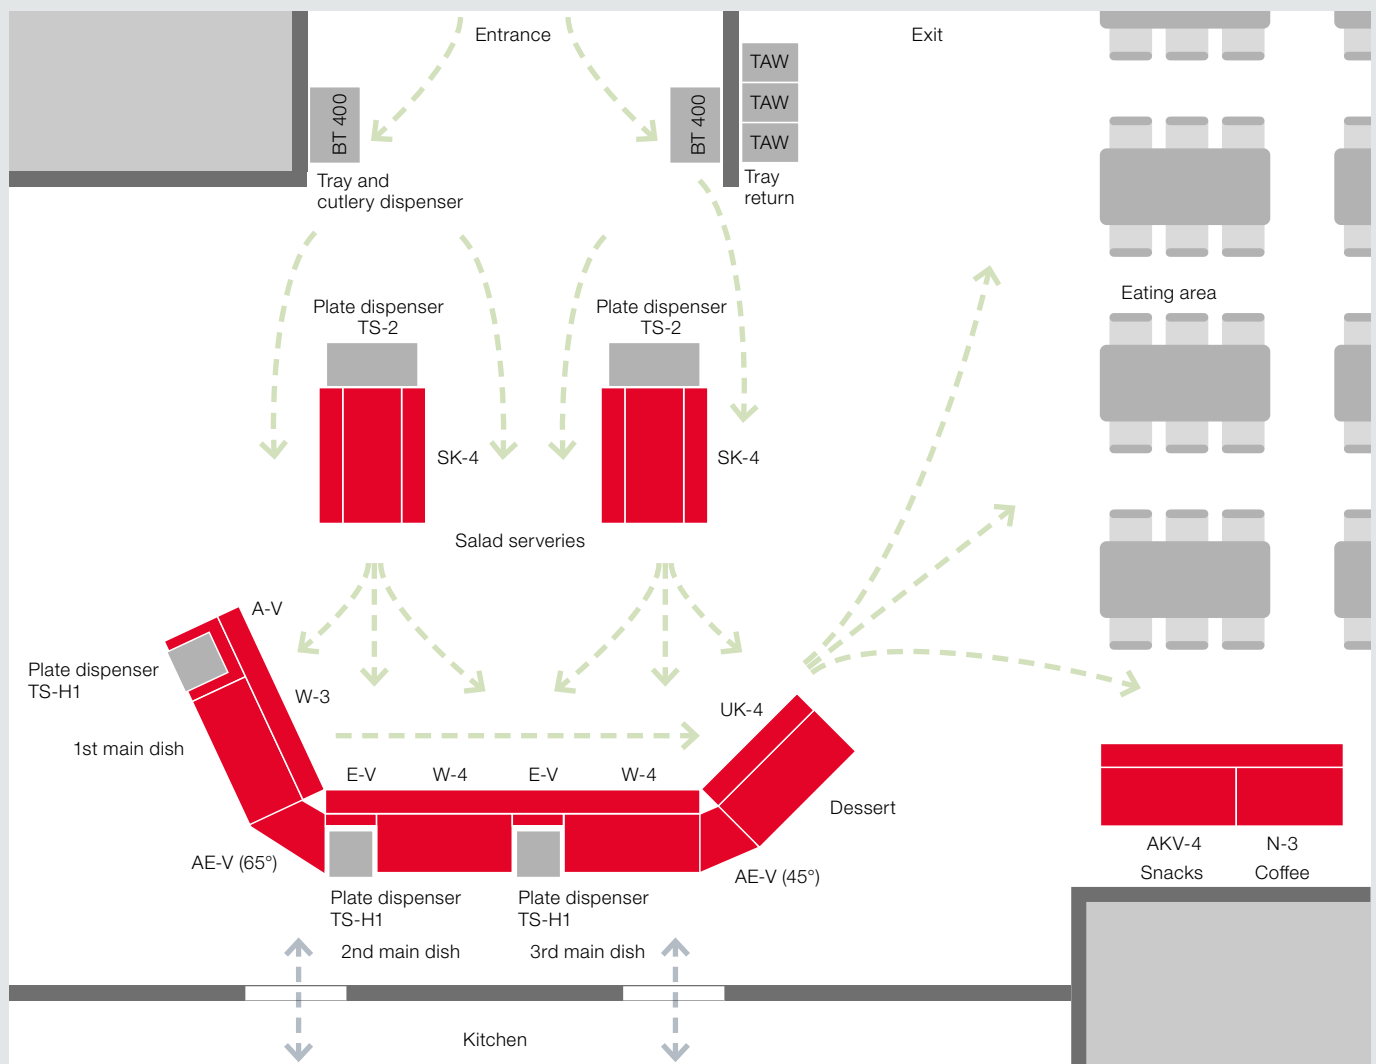 Entrance
Exit
TAW
TAW
TAW
BT 400
BT 400
Tray and
cutlery dispenser
Tray
return
Plate dispenser
TS-2
Plate dispenser
TS-2
Eating area
SK-4
SK-4
Salad serveries
A-V
Plate dispenser
TS-H1
W-3
UK-4
1st main dish
E-V
W-4
E-V
W-4
Dessert
AE-V (65°)
AE-V (45°)
AKV-4
Snacks
N-3
Coffee
Plate dispenser
TS-H1
Plate dispenser
TS-H1
2nd main dish
3rd main dish
Kitchen